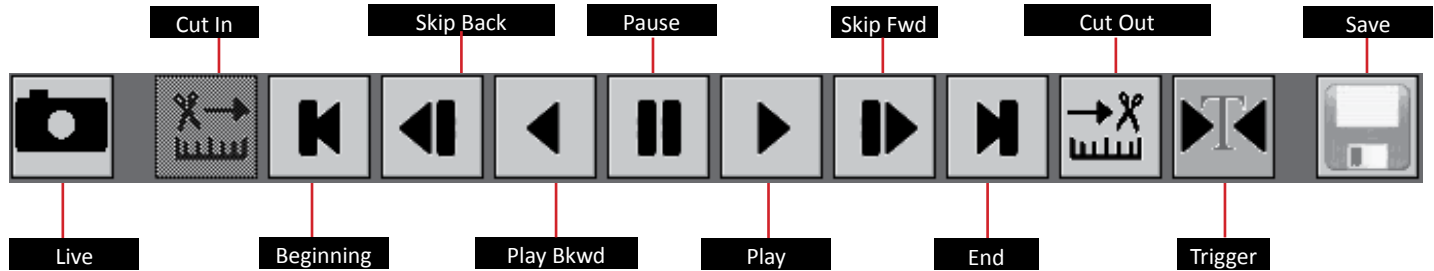 Cut In
Skip Back
Pause
Skip Fwd
Cut Out
Save
T
Live
Beginning
Play Bkwd
Play
End
Trigger